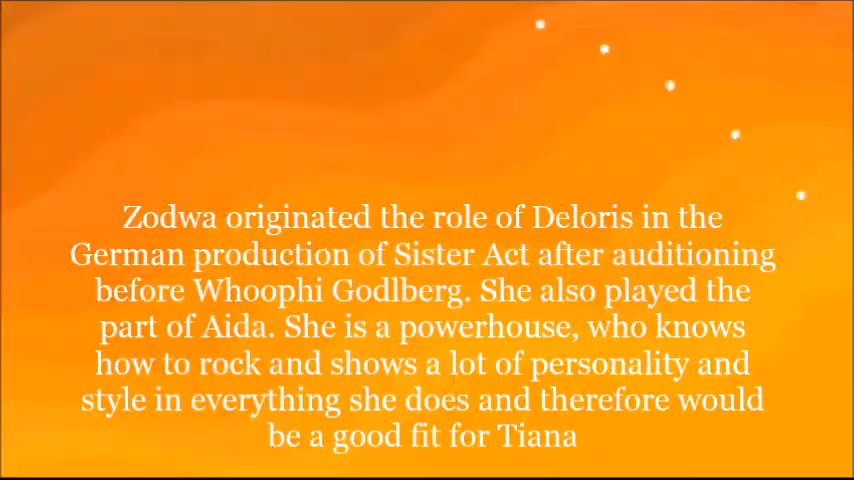 Zodwa originated the role of Deloris in the
German production of Sister Act after auditioning
before Whoophi Godlberg. She also played the
part of Aida. She is a powerhouse, who knows
how to rock and shows a lot of personality and
style in everything she does and therefore would
be a good fit for Tiana